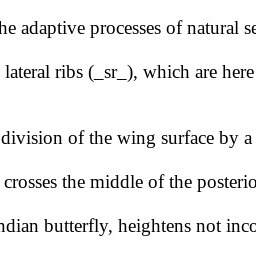 he adaptive processes of natural se
lateral ribs (_sr_), which are here
division of the wing surface by a
crosses the middle of the posterio
ndian butterfly, heightens not inco